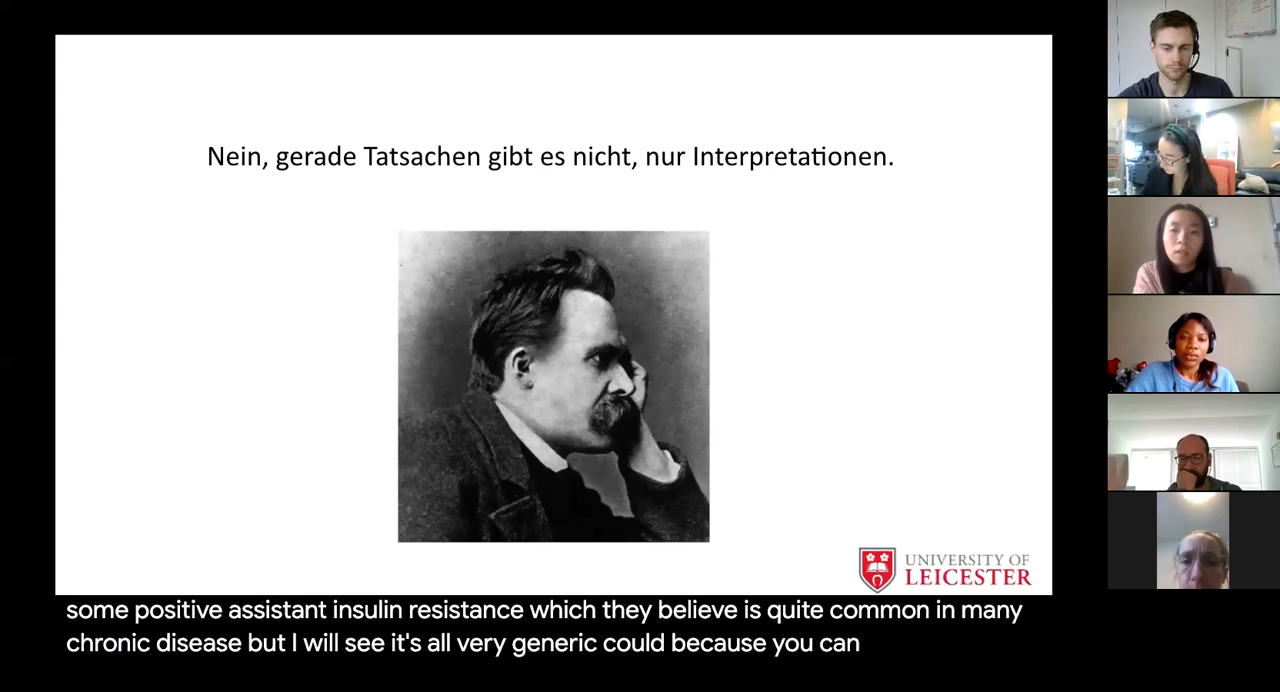 Nein, gerade Tatsachen gibt es nicht, nur Interpretationen.
UNIVERSITY OF
LEICESTER
some positive assistant insulin resistance which they believe is quite common in many
chronic disease but I will see it's all very generic could because you can